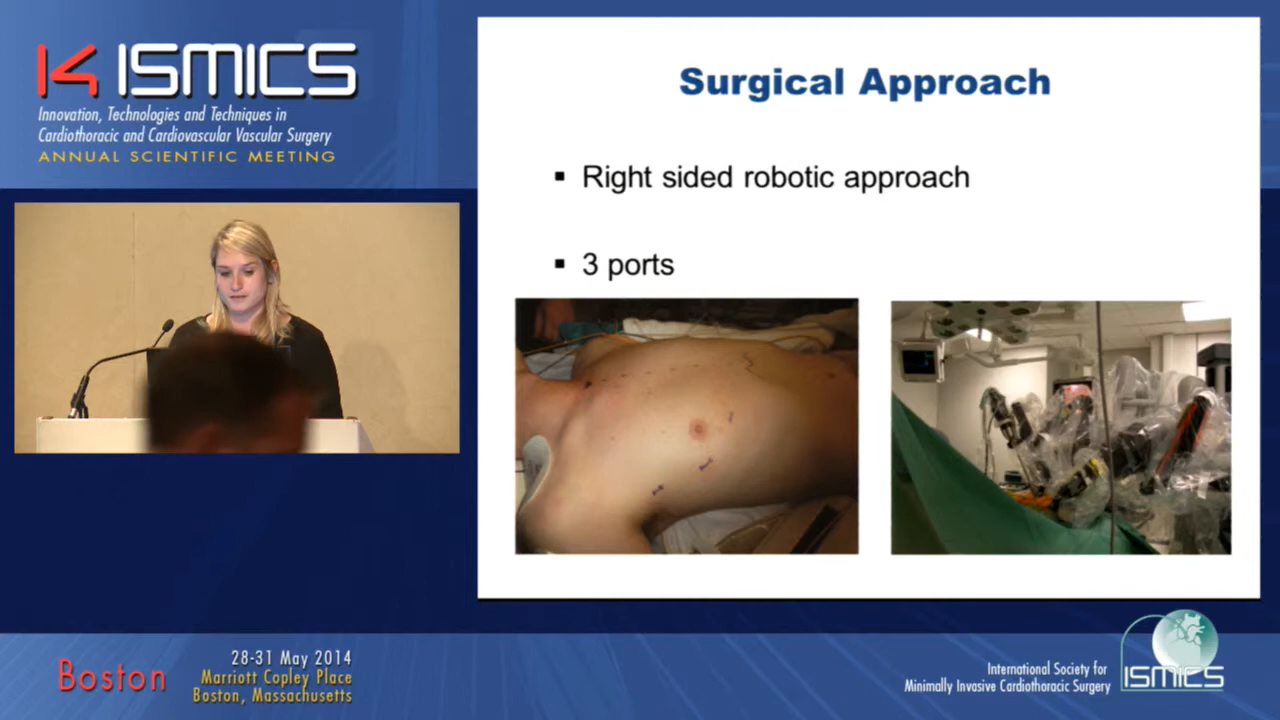 14 ISMICS
Innovation, Technologies and Techniques in
Cardiothoracic and Cardiovascular Vascular Surgery
ANNUAL SCIENTIFIC MEETING
Surgical Approach
▪ Right sided robotic approach
▪ 3 ports
Boston
28-31 May 2014
Marriott Copley Place
Boston, Massachusetts
International Society for
Minimally Invasive Cardiothoracic Surgery
ISMICS